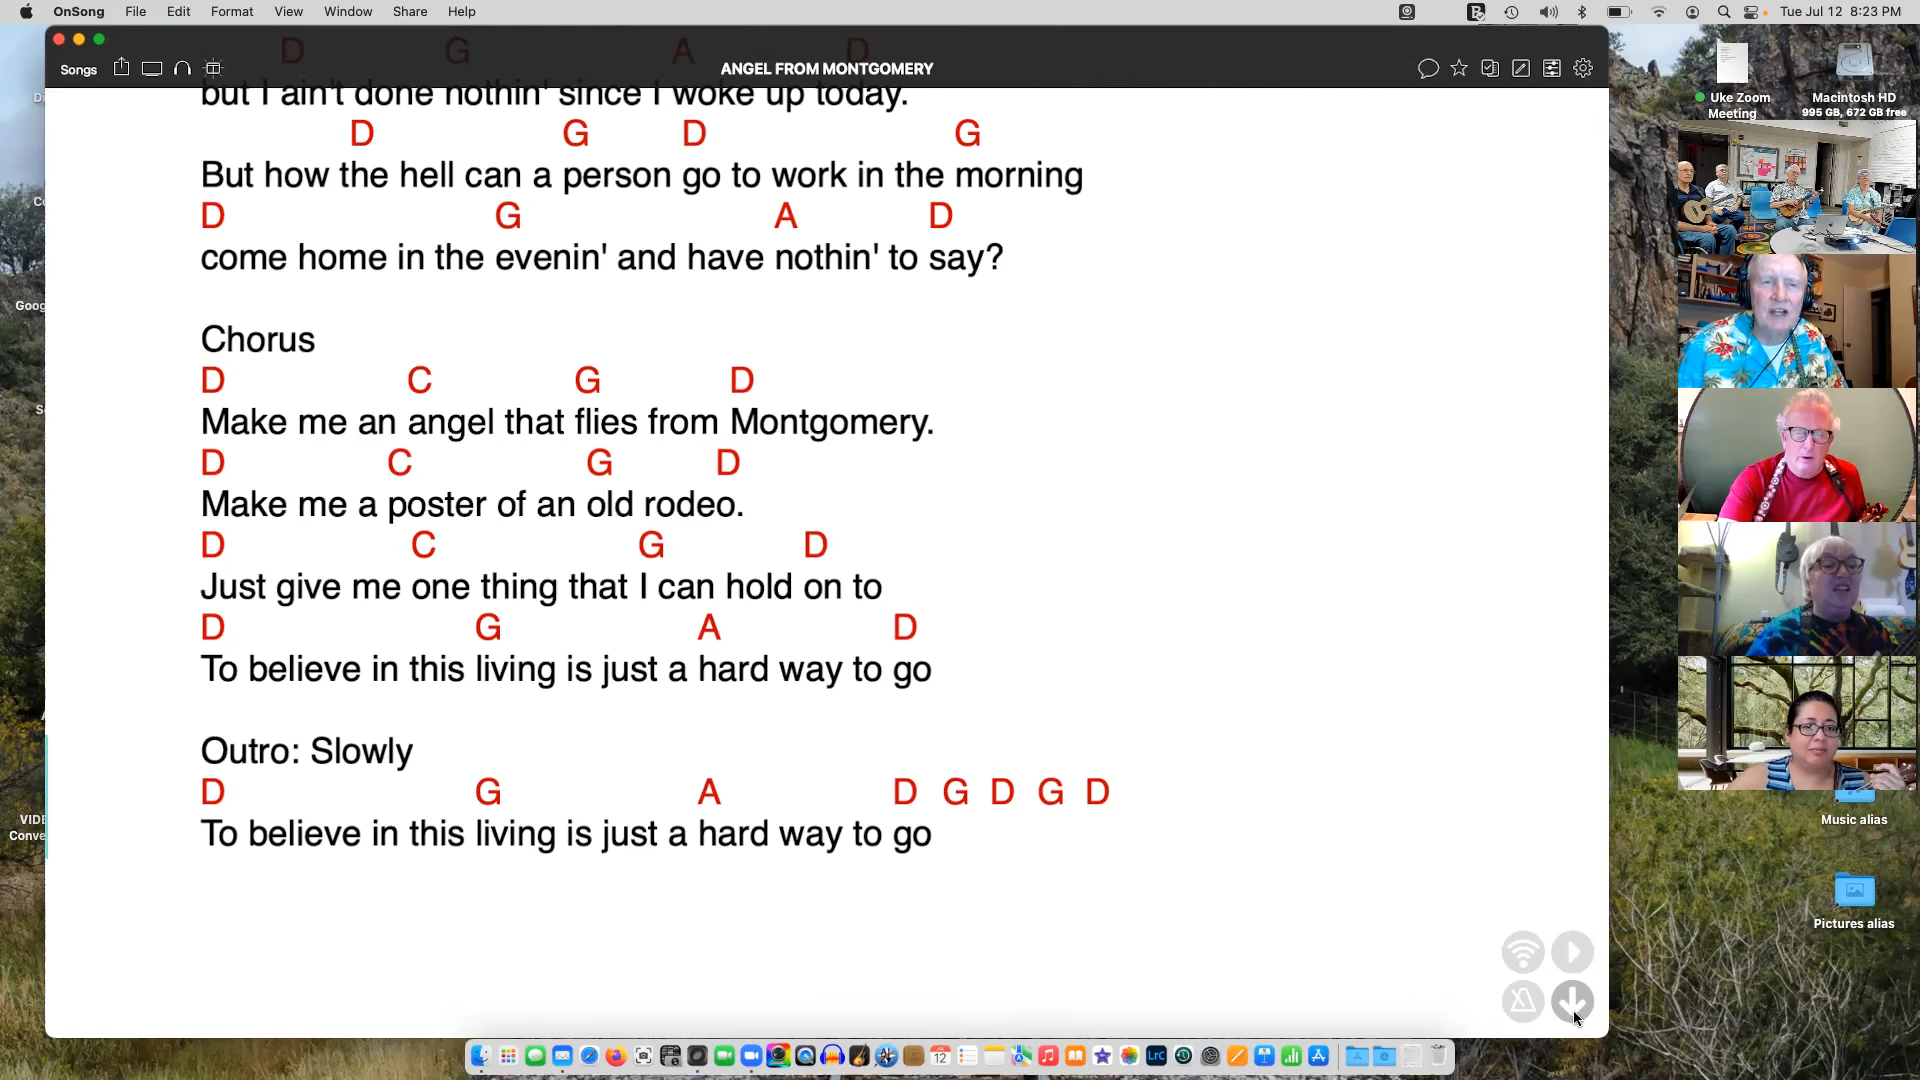 OnSong File Edit Format View Window Share Help Tue Jul 12 8:23 PM
Songs ANGEL FROM MONTGOMERY
D G A D
but I ain't done nothin' since I woke up today.
D G D G
But how the hell can a person go to work in the morning
D G A D
come home in the evenin' and have nothin' to say?
Chorus
D C G D
Make me an angel that flies from Montgomery.
D C G D
Make me a poster of an old rodeo.
D C G D
Just give me one thing that I can hold on to
D G A D
To believe in this living is just a hard way to go
Outro: Slowly
D G A D G D G D
To believe in this living is just a hard way to go
Uke Zoom
Meeting
Macintosh HD
995 GB, 672 GB free
Music alias
Pictures alias
Goog
VIDE
Conve
12
LrC